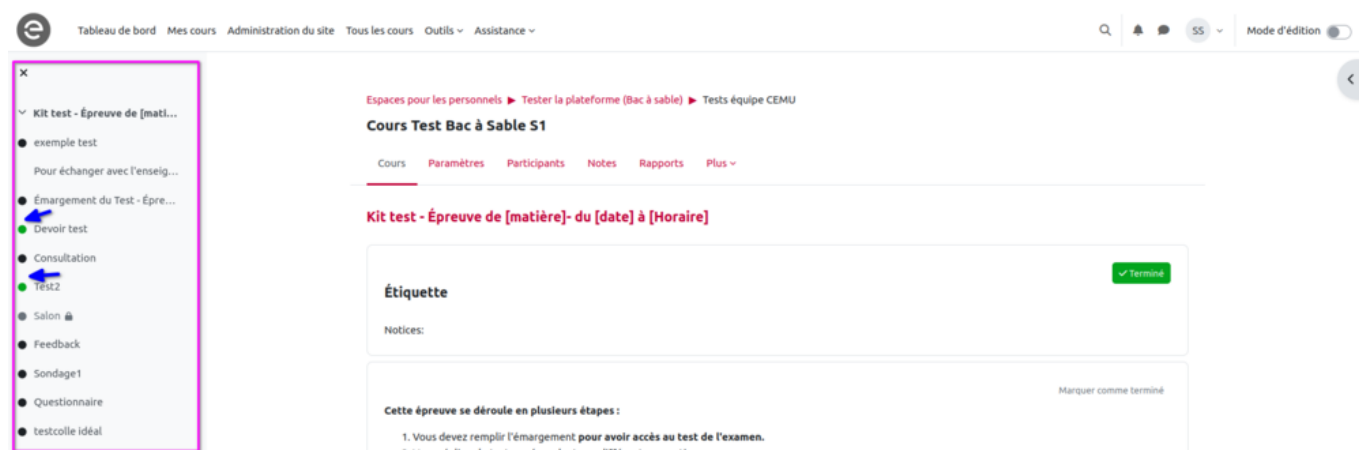 Tableau de bord Mes cours Administration du site Tous les cours Outils Assistance SS Mode d'édition
Kit test - Épreuve de [mati...
exemple test
Pour échanger avec l'enseig...
Émargement du Test - Épre...
Devoir test
Consultation
Test2
Salon
Feedback
Sondage1
Questionnaire
testcolle idéal
Espaces pour les personnels ▶ Tester la plateforme (Bac à sable) ▶ Tests équipe CEMU
Cours Test Bac à Sable S1
Cours Paramètres Participants Notes Rapports Plus
Kit test - Épreuve de [matière]- du [date] à [Horaire]
Terminé
Étiquette
Notices:
Marquer comme terminé
Cette épreuve se déroule en plusieurs étapes :
1. Vous devez remplir l'émargement pour avoir accès au test de l'examen.